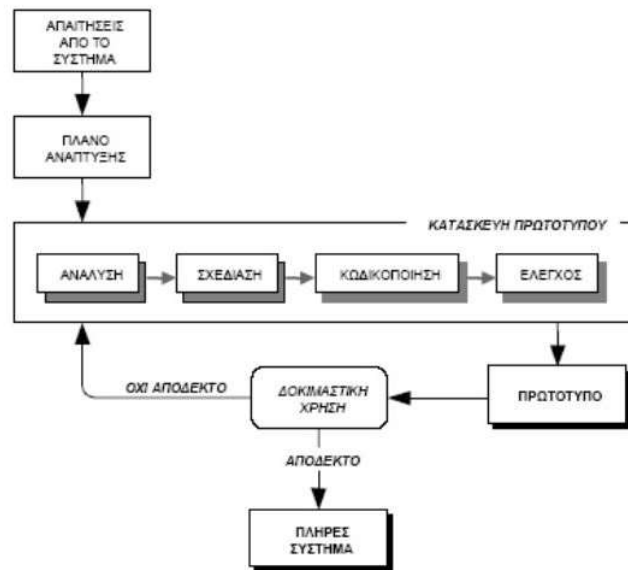 ΑΠΑΙΤΗΣΕΙΣ
ΑΠΟ ΤΟ
ΣΥΣΤΗΜΑ
ΠΛΑΝΟ
ΑΝΑΠΤΥΞΗΣ
ΚΑΤΑΣΚΕΥΗ ΠΡΩΤΟΤΥΠΟΥ
ΑΝΑΛΥΣΗ
ΣΧΕΔΙΑΣΗ
ΚΩΔΙΚΟΠΟΙΗΣΗ
ΕΛΕΓΧΟΣ
ΟΧΙ ΑΠΟΔΕΚΤΟ
ΔΟΚΙΜΑΣΤΙΚΗ
ΧΡΗΣΗ
ΠΡΩΤΟΤΥΠΟ
ΑΠΟΔΕΚΤΟ
ΠΛΗΡΕΣ
ΣΥΣΤΗΜΑ